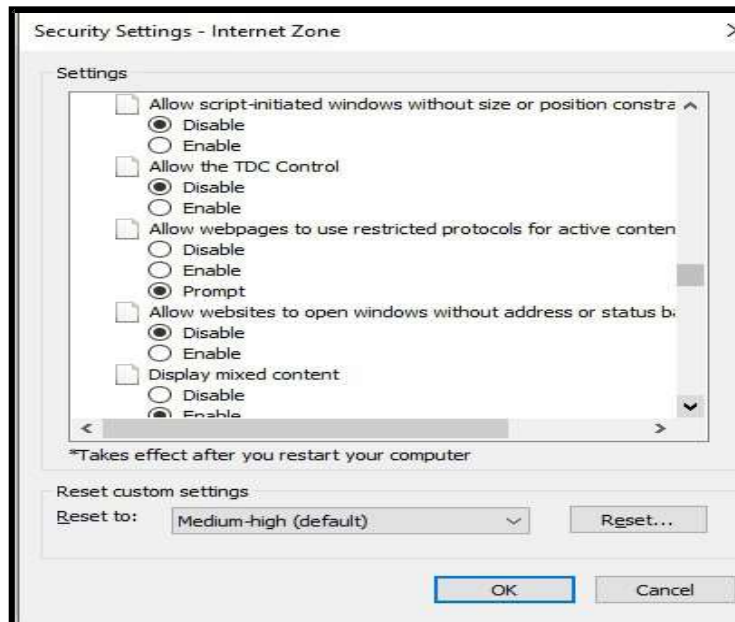 Security Settings - Internet Zone
Settings
Allow script-initiated windows without size or position constra
Disable
Enable
Allow the TDC Control
Disable
Enable
Allow webpages to use restricted protocols for active conten
Disable
Enable
Prompt
Allow websites to open windows without address or status ba
Disable
Enable
Display mixed content
Disable
Enable
*Takes effect after you restart your computer
Reset custom settings
Reset to: Medium-high (default) Reset...
OK Cancel